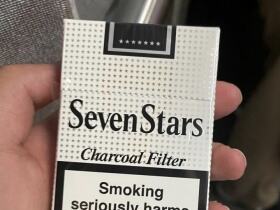 SevenStars
Charcoal Filter
Smoking
seriously harms